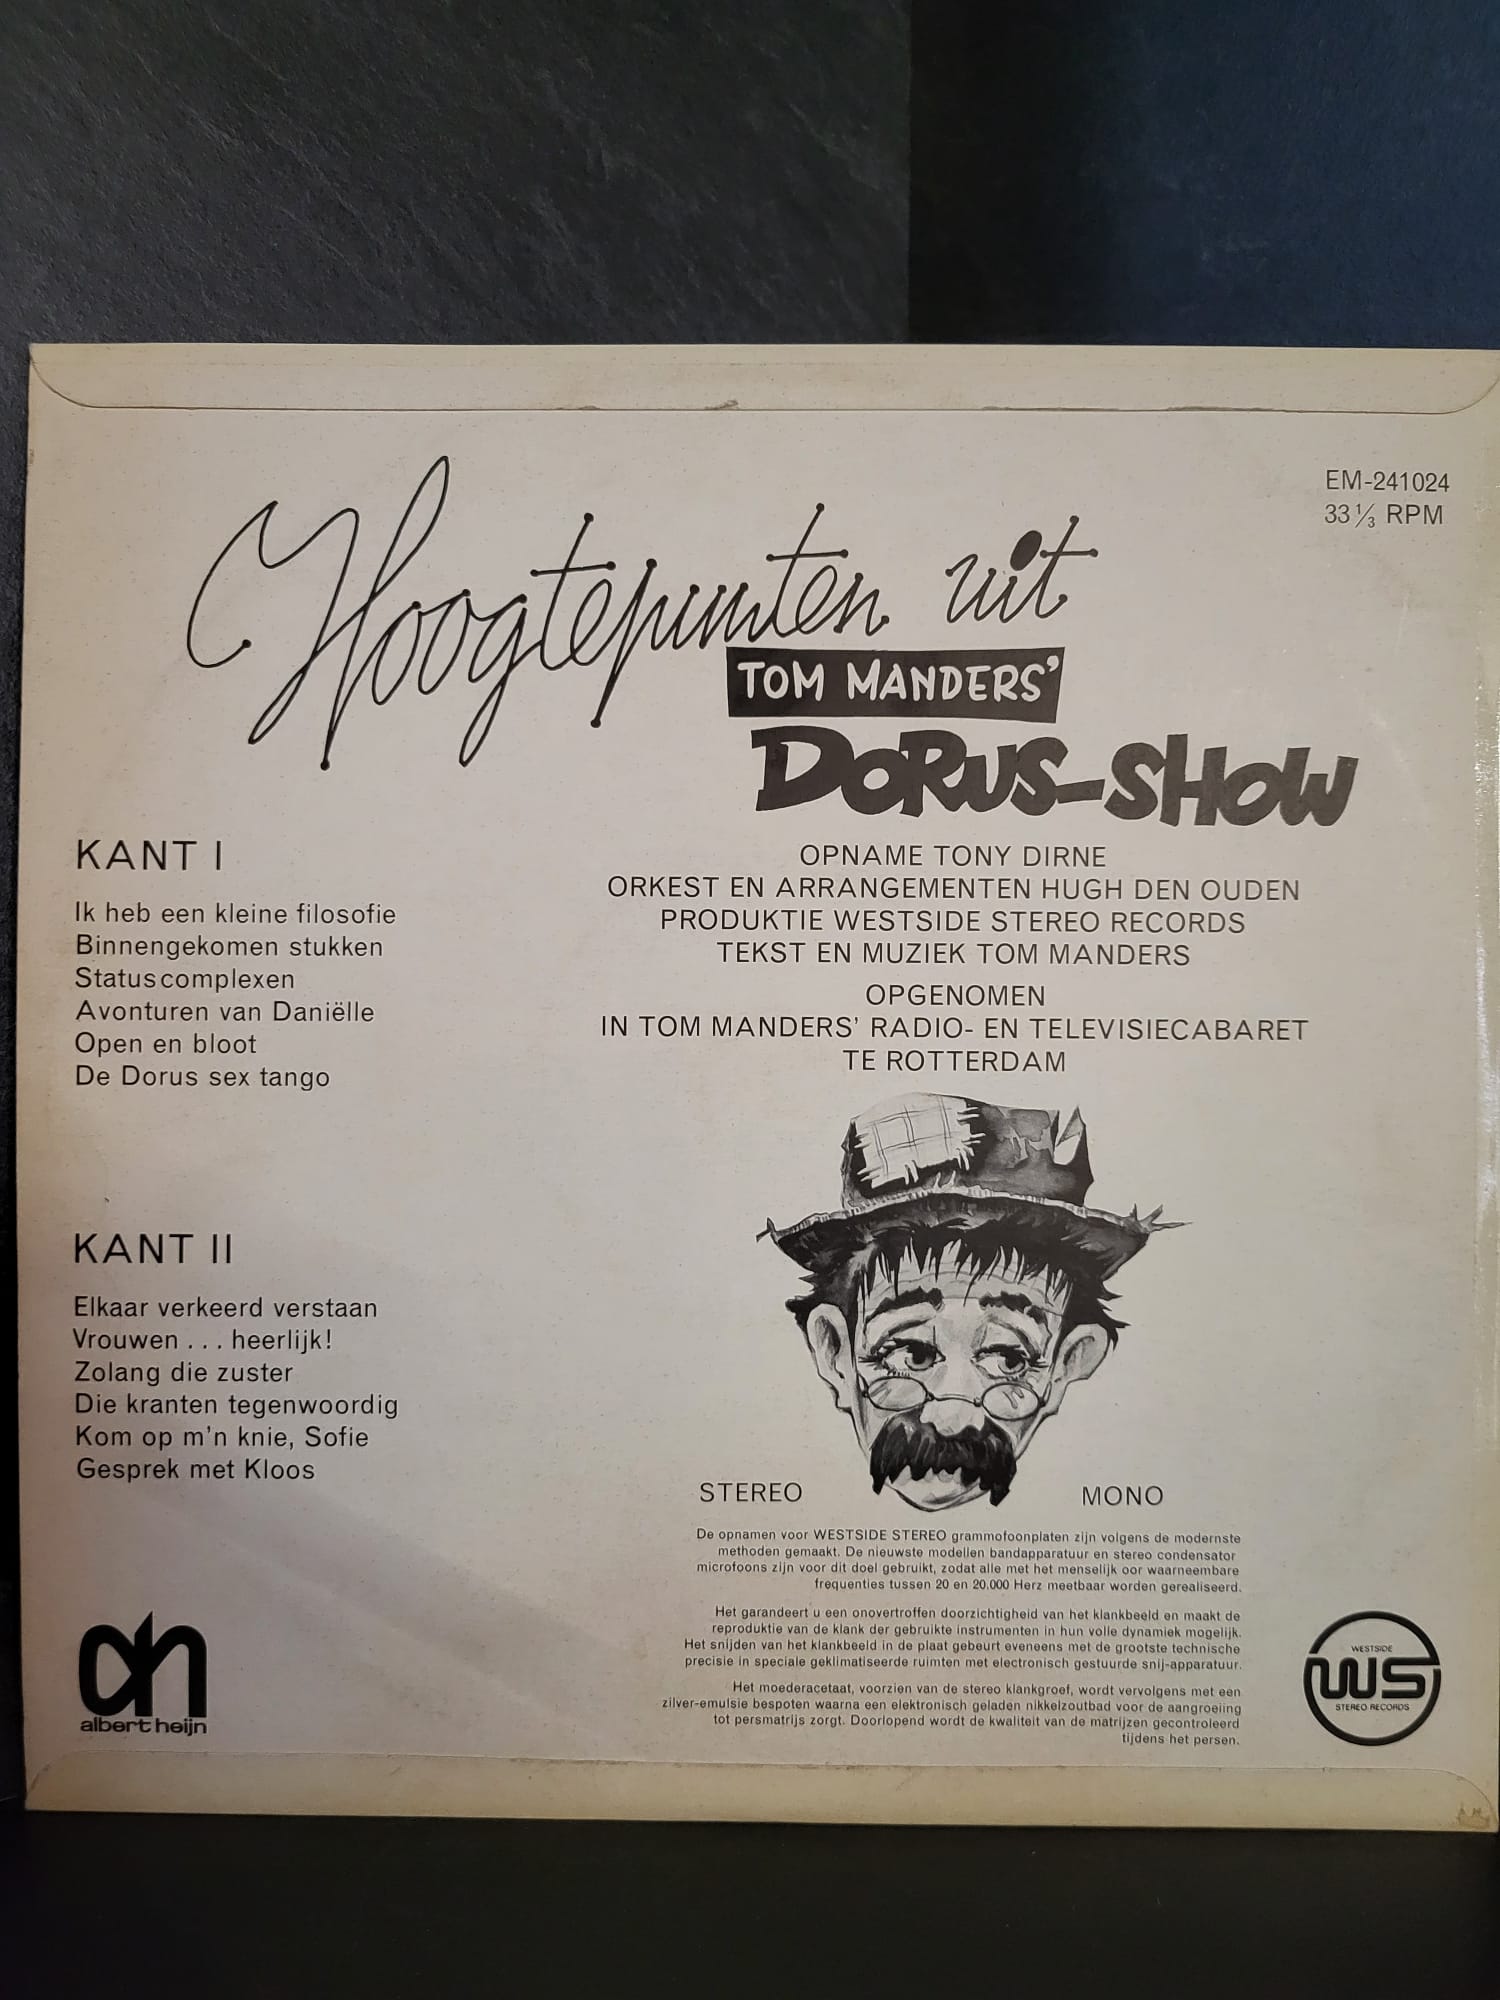 EM-241024
33 1/3 RPM
Hoogtepunten uit
TOM MANDERS'
DORUS-SHOW
KANT I
Ik heb een kleine filosofie
Binnengekomen stukken
Statuscomplexen
Avonturen van Daniëlle
Open en bloot
De Dorus sex tango
OPNAME TONY DIRNE
ORKEST EN ARRANGEMENTEN HUGH DEN OUDEN
PRODUKTIE WESTSIDE STEREO RECORDS
TEKST EN MUZIEK TOM MANDERS
OPGENOMEN
IN TOM MANDERS' RADIO- EN TELEVISIECABARET
TE ROTTERDAM
KANT II
Elkaar verkeerd verstaan
Vrouwen . . . heerlijk!
Zolang die zuster
Die kranten tegenwoordig
Kom op m'n knie, Sofie
Gesprek met Kloos
STEREO
MONO
De opnamen voor WESTSIDE STEREO grammofoonplaten zijn volgens de modernste
methoden gemaakt. De nieuwste modellen bandapparatuur en stereo condensator
microfoons zijn voor dit doel gebruikt, zodat alle met het menselijk oor waarneembare
frequenties tussen 20 en 20.000 Herz meetbaar worden gerealiseerd.
Het garandeert u een onovertroffen doorzichtigheid van het klankbeeld en maakt de
reproduktie van de klank der gebruikte instrumenten in hun volle dynamiek mogelijk.
Het snijden van het klankbeeld in de plaat gebeurt eveneens met de grootste technische
precisie in speciale geklimatiseerde ruimten met electronisch gestuurde snij-apparatuur.
Het moederacetaat, voorzien van de stereo klankgroef, wordt vervolgens met een
zilver-emulsie bespoten waarna een elektronisch geladen nikkelzoutbad voor de aangroeiing
tot persmatrijs zorgt. Doorlopend wordt de kwaliteit van de matrijzen gecontroleerd
tijdens het persen.
ah
albert heijn
WESTSIDE
WS
STEREO RECORDS